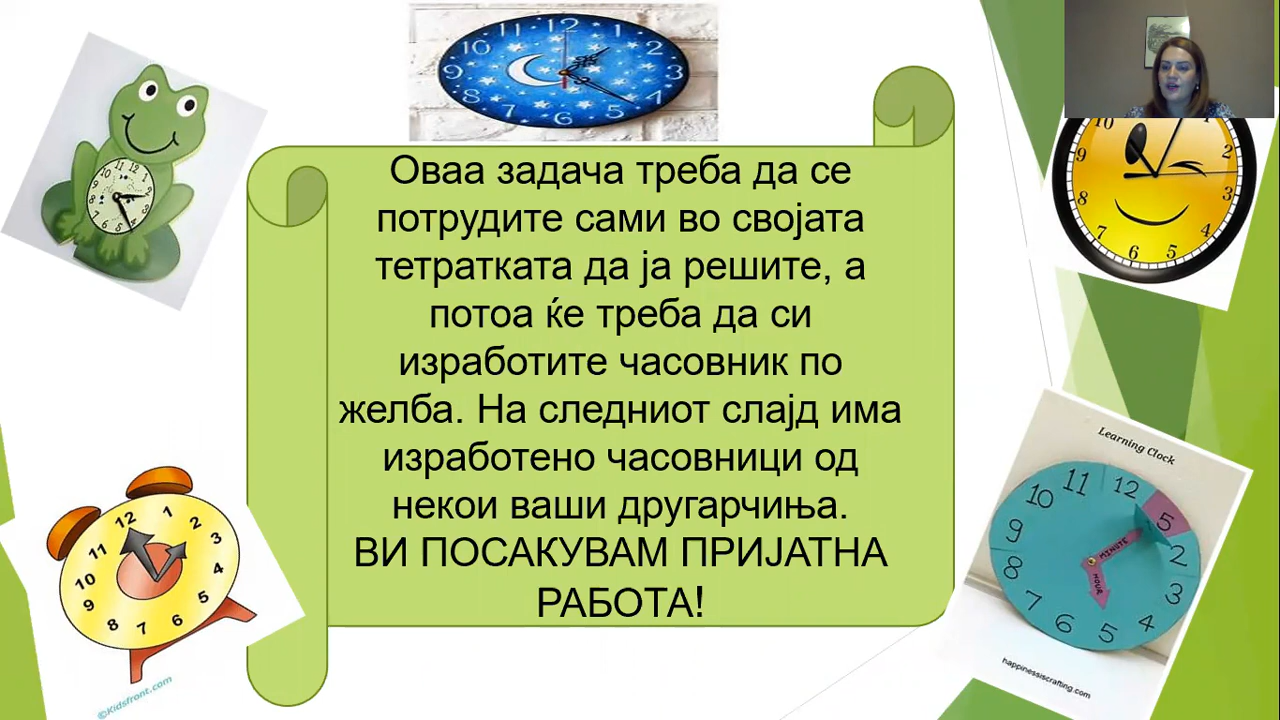 Оваа задача треба да се
потрудите сами во својата
тетратката да ја решите, а
потоа ќе треба да си
изработите часовник по
желба. На следниот слајд има
изработено часовници од
некои ваши другарчиња.
ВИ ПОСАКУВАМ ПРИЈАТНА
РАБОТА!
Learning Clock
MINUTE
HOUR
happinessiscrafting.com
©Kidsfront.com